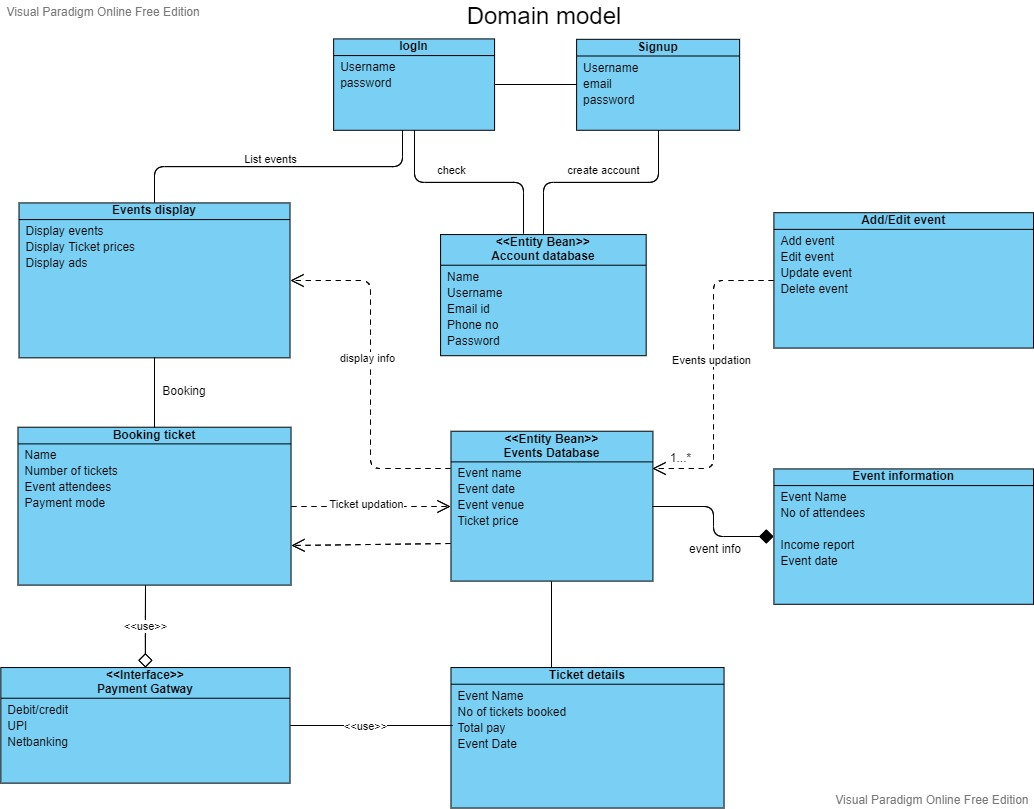 Visual Paradigm Online Free Edition
Domain model
logIn
Username
password
Signup
Username
email
password
List events
check
create account
Events display
Display events
Display Ticket prices
Display ads
<<Entity Bean>>
Account database
Name
Username
Email id
Phone no
Password
Add/Edit event
Add event
Edit event
Update event
Delete event
display info
Events updation
Booking
Booking ticket
Name
Number of tickets
Event attendees
Payment mode
<<Entity Bean>>
Events Database
Event name
Event date
Event venue
Ticket price
1...*
Ticket updation
Event information
Event Name
No of attendees
Income report
Event date
event info
<<use>>
<<Interface>>
Payment Gatway
Debit/credit
UPI
Netbanking
<<use>>
Ticket details
Event Name
No of tickets booked
Total pay
Event Date
Visual Paradigm Online Free Edition